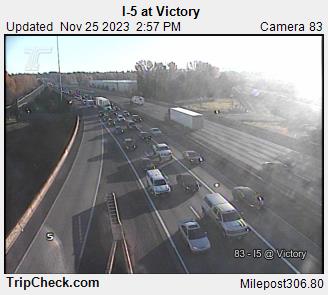 I-5 at Victory
Updated Nov 25 2023 2:57 PM Camera 83
S
83 - I5 @ Victory
TripCheck.com Milepost306.80